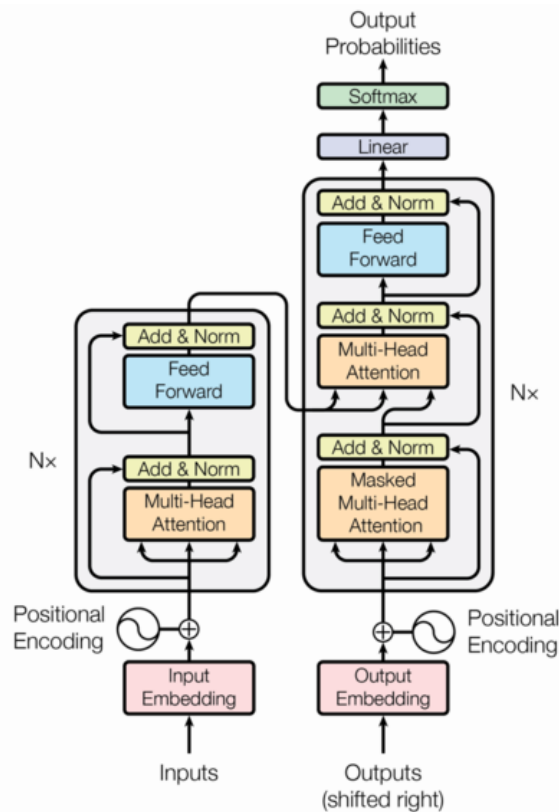 Output
Probabilities
Softmax
Linear
Add & Norm
Feed
Forward
Add & Norm
Multi-Head
Attention
Add & Norm
Masked
Multi-Head
Attention
N×
Add & Norm
Feed
Forward
Add & Norm
Multi-Head
Attention
N×
Positional
Encoding
Positional
Encoding
Input
Embedding
Output
Embedding
Inputs
Outputs
(shifted right)